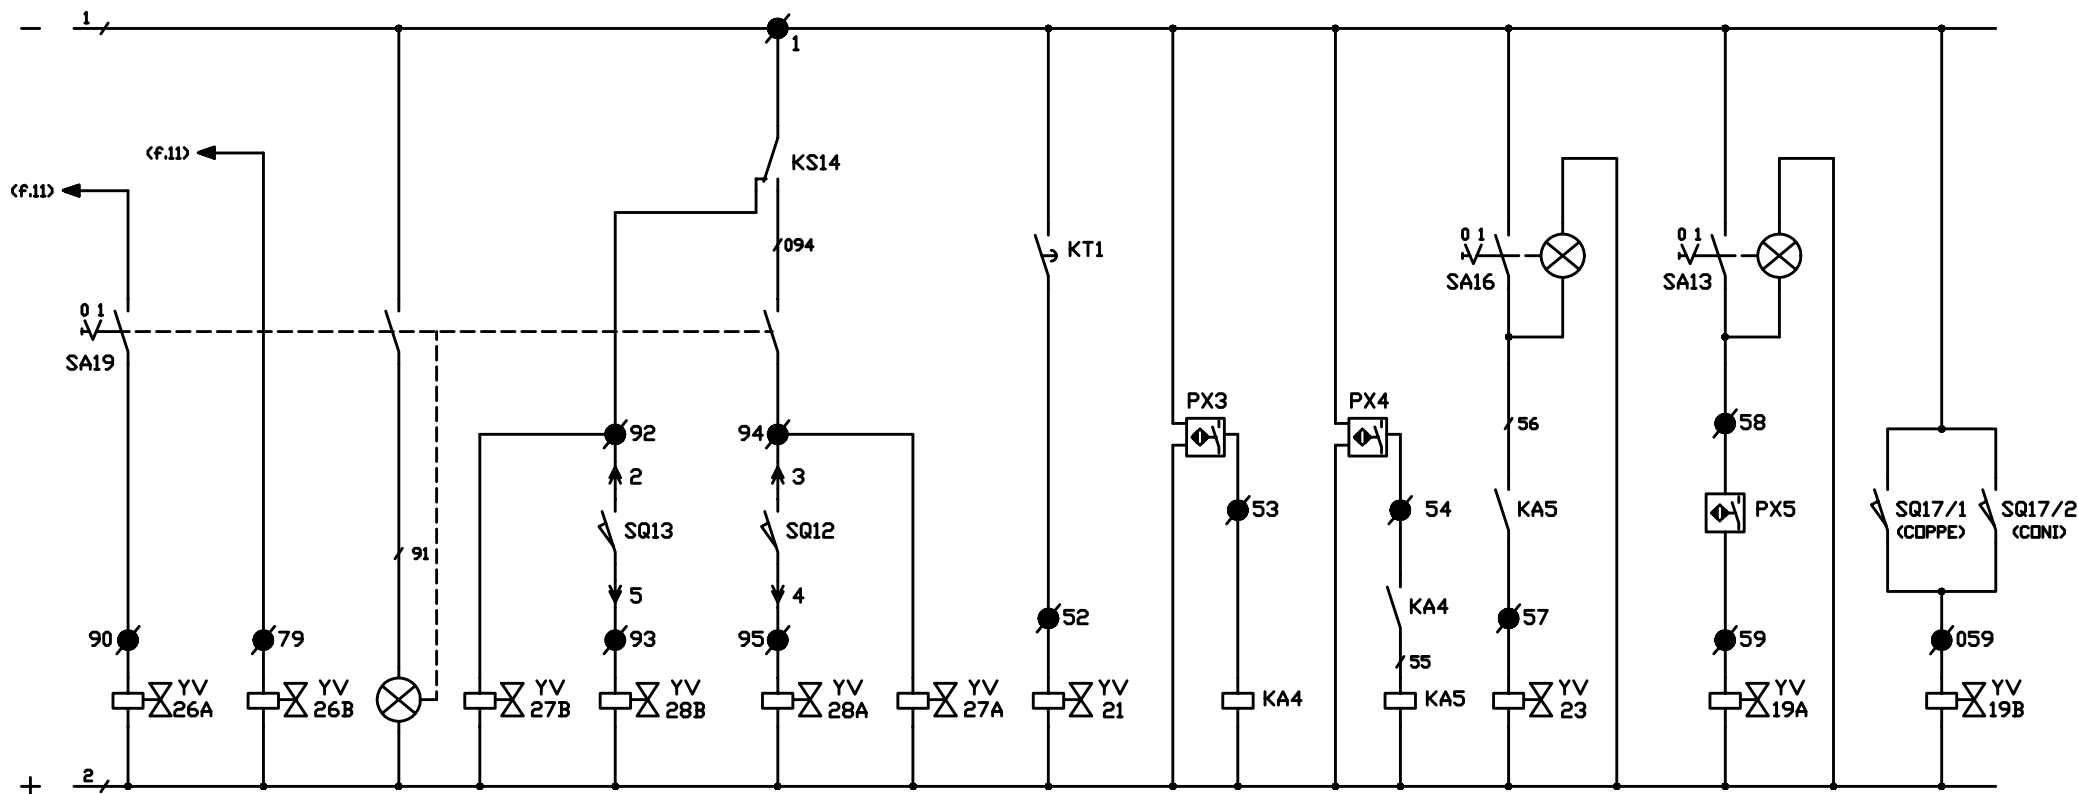 — 1
1
(f.11)
KS14
(f.11)
0 1
0 1
094
KT1
SA16
SA13
0 1
SA19
PX3
PX4
92
94
56
58
2
3
53
54
KA5
PX5
SQ17/1
(COPPE)
SQ17/2
(CONI)
SQ13
SQ12
91
5
4
KA4
52
57
90
79
93
95
59
059
55
YV
26A
YV
26B
YV
27B
YV
28B
YV
28A
YV
27A
YV
21
KA4
KA5
YV
23
YV
19A
YV
19B
+ 2